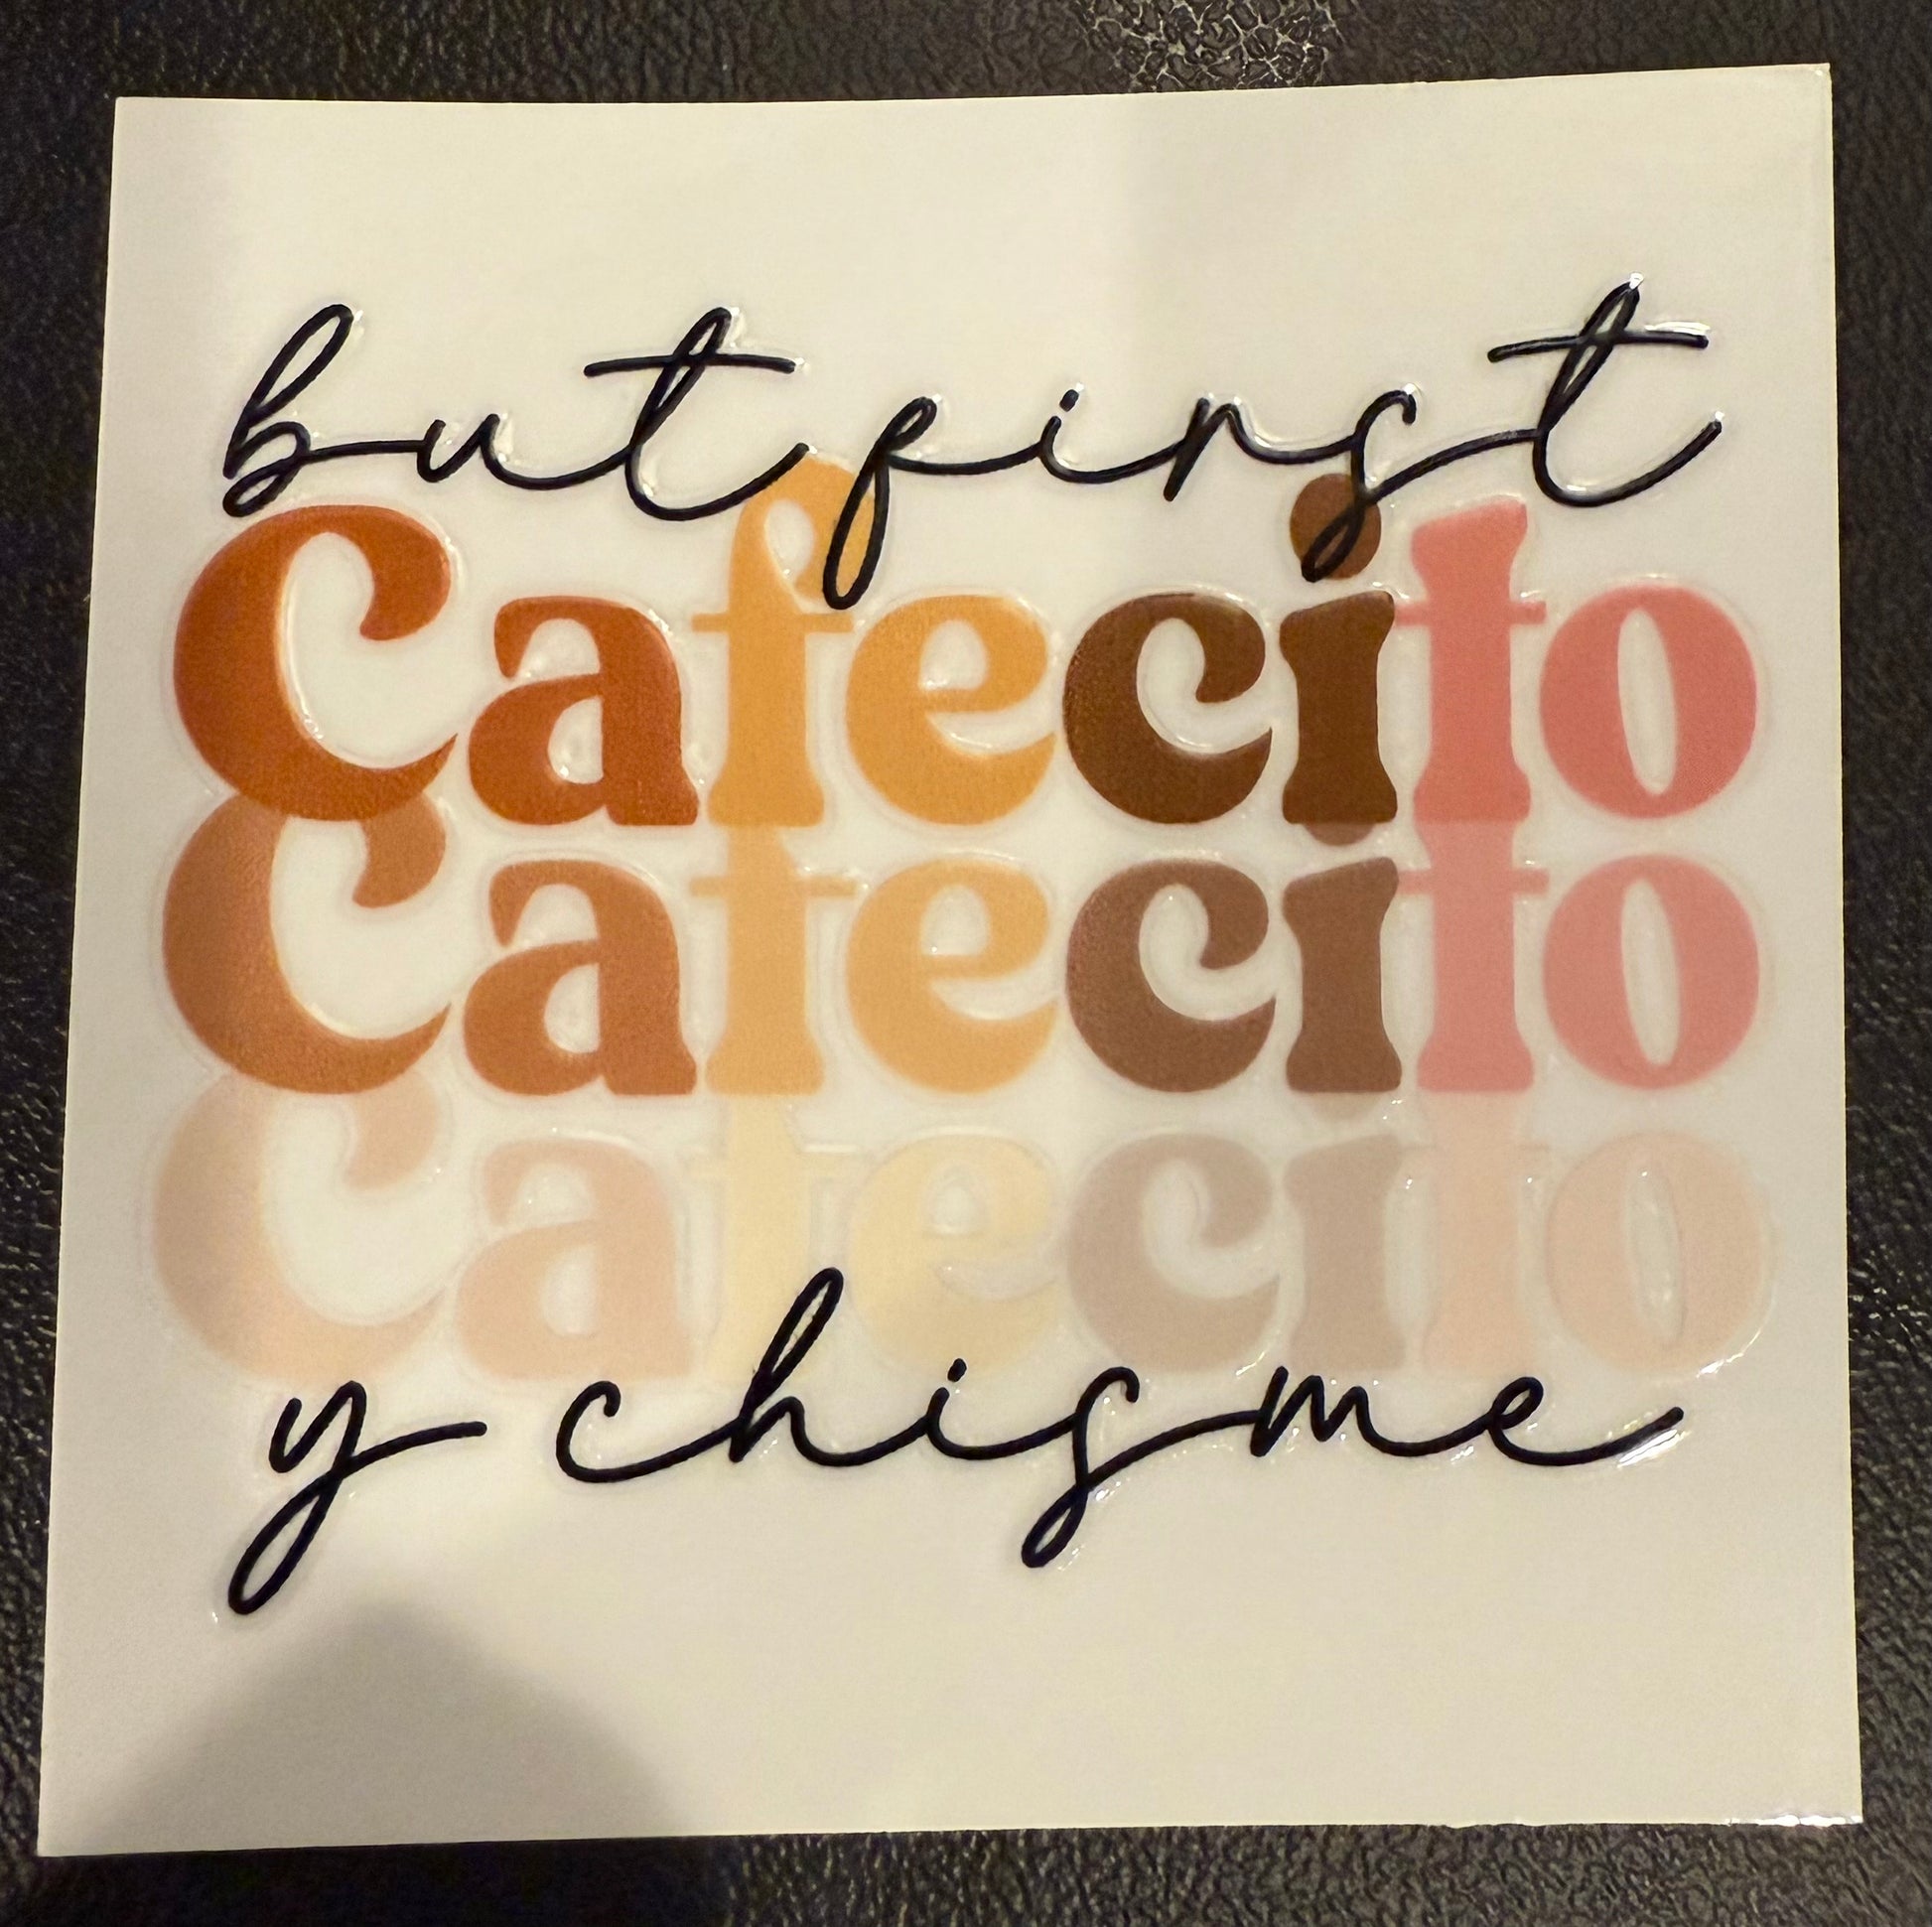 but first
Cafecito
Cafecito
Cafecito
y chisme